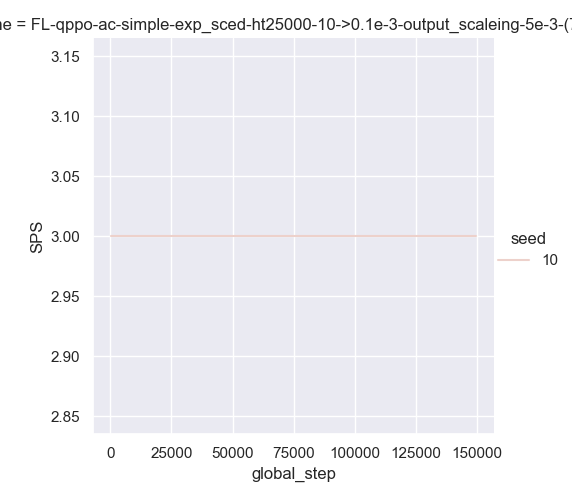 ne = FL-qppo-ac-simple-exp_sced-ht25000-10->0.1e-3-output_scaleing-5e-3-(7
3.15
3.10
3.05
3.00
2.95
2.90
2.85
SPS
seed
10
0 25000 50000 75000 100000 125000 150000
global_step